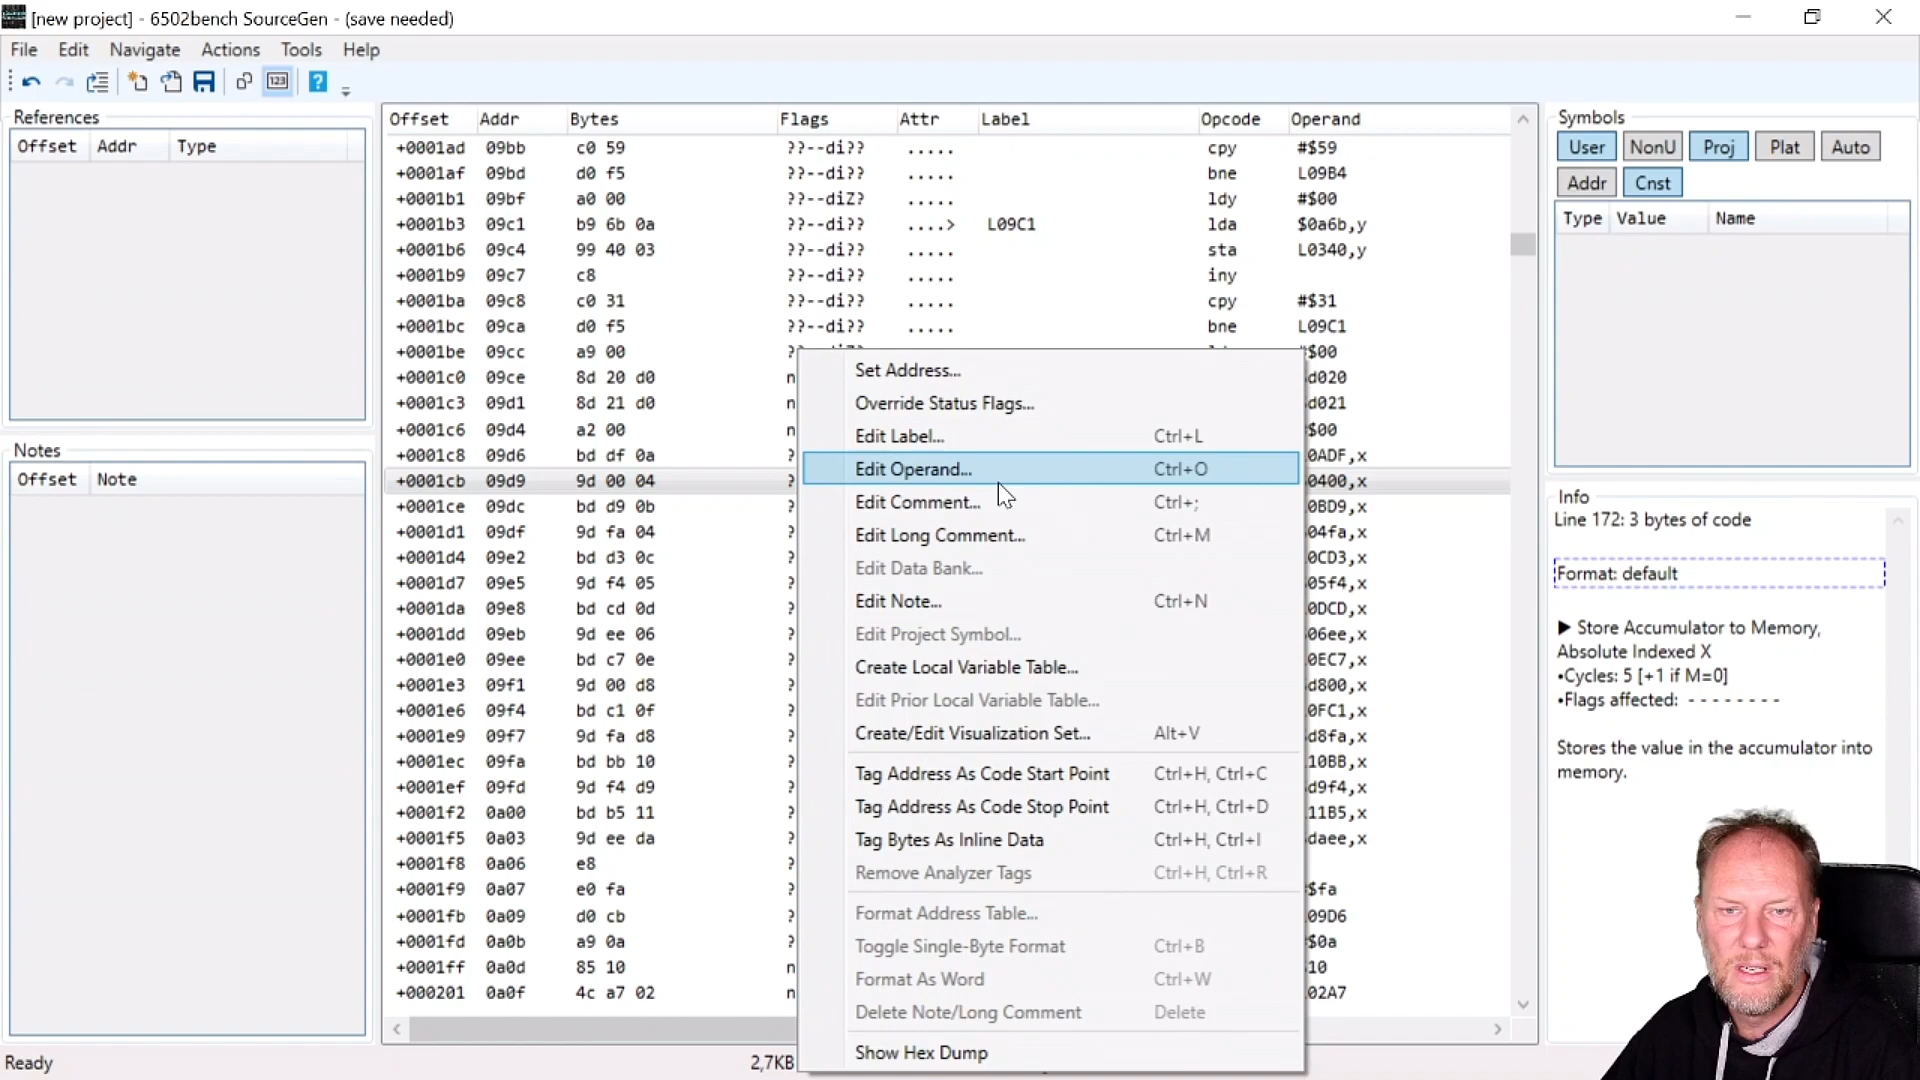 [new project] - 6502bench SourceGen - (save needed)
File Edit Navigate Actions Tools Help
123 ?
References
Offset Addr Type
Notes
Offset Note
Offset Addr Bytes Flags Attr Label Opcode Operand
+0001ad 09bb c0 59 ??--di?? ..... cpy #$59
+0001af 09bd d0 f5 ??--di?? ..... bne L09B4
+0001b1 09bf a0 00 ??--diZ? ..... ldy #$00
+0001b3 09c1 b9 6b 0a ??--di?? ....> L09C1 lda $0a6b,y
+0001b6 09c4 99 40 03 ??--di?? ..... sta L0340,y
+0001b9 09c7 c8 ??--di?? ..... iny
+0001ba 09c8 c0 31 ??--di?? ..... cpy #$31
+0001bc 09ca d0 f5 ??--di?? ..... bne L09C1
+0001be 09cc a9 00 ? $00
+0001c0 09ce 8d 20 d0 n d020
+0001c3 09d1 8d 21 d0 n d021
+0001c6 09d4 a2 00 n $00
+0001c8 09d6 bd df 0a ? 0ADF,x
+0001cb 09d9 9d 00 04 ? 0400,x
+0001ce 09dc bd d9 0b ? 0BD9,x
+0001d1 09df 9d fa 04 ? 04fa,x
+0001d4 09e2 bd d3 0c ? 0CD3,x
+0001d7 09e5 9d f4 05 ? 05f4,x
+0001da 09e8 bd cd 0d ? 0DCD,x
+0001dd 09eb 9d ee 06 ? 06ee,x
+0001e0 09ee bd c7 0e ? 0EC7,x
+0001e3 09f1 9d 00 d8 ? d800,x
+0001e6 09f4 bd c1 0f ? 0FC1,x
+0001e9 09f7 9d fa d8 ? d8fa,x
+0001ec 09fa bd bb 10 ? 10BB,x
+0001ef 09fd 9d f4 d9 ? d9f4,x
+0001f2 0a00 bd b5 11 ? 11B5,x
+0001f5 0a03 9d ee da ? daee,x
+0001f8 0a06 e8 ?
+0001f9 0a07 e0 fa ? $fa
+0001fb 0a09 d0 cb ? 09D6
+0001fd 0a0b a9 0a ? $0a
+0001ff 0a0d 85 10 n 10
+000201 0a0f 4c a7 02 n 02A7
Set Address...
Override Status Flags...
Edit Label... Ctrl+L
Edit Operand... Ctrl+O
Edit Comment... Ctrl+;
Edit Long Comment... Ctrl+M
Edit Data Bank...
Edit Note... Ctrl+N
Edit Project Symbol...
Create Local Variable Table...
Edit Prior Local Variable Table...
Create/Edit Visualization Set... Alt+V
Tag Address As Code Start Point Ctrl+H, Ctrl+C
Tag Address As Code Stop Point Ctrl+H, Ctrl+D
Tag Bytes As Inline Data Ctrl+H, Ctrl+I
Remove Analyzer Tags Ctrl+H, Ctrl+R
Format Address Table...
Toggle Single-Byte Format Ctrl+B
Format As Word Ctrl+W
Delete Note/Long Comment Delete
Show Hex Dump
Symbols
User NonU Proj Plat Auto
Addr Cnst
Type Value Name
Info
Line 172: 3 bytes of code
Format: default
▶ Store Accumulator to Memory,
Absolute Indexed X
•Cycles: 5 [+1 if M=0]
•Flags affected: - - - - - - - -
Stores the value in the accumulator into
memory.
Ready 2,7KB